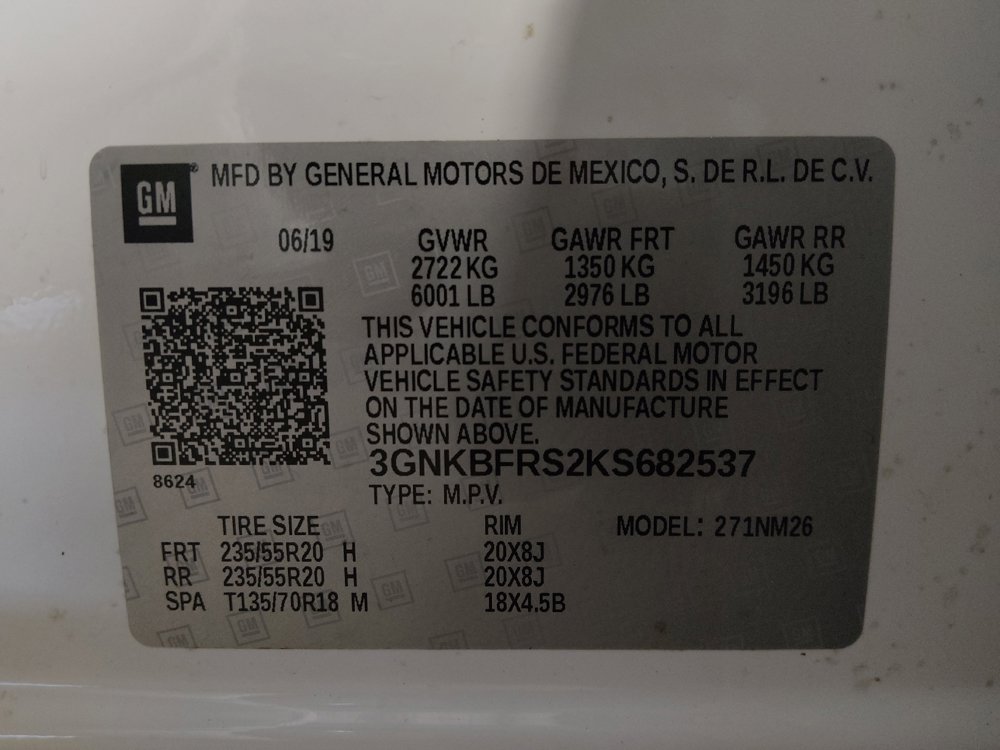 GM ® MFD BY GENERAL MOTORS DE MEXICO, S. DE R.L. DE C.V.
06/19 GVWR GAWR FRT GAWR RR
2722 KG 1350 KG 1450 KG
6001 LB 2976 LB 3196 LB
THIS VEHICLE CONFORMS TO ALL
APPLICABLE U.S. FEDERAL MOTOR
VEHICLE SAFETY STANDARDS IN EFFECT
ON THE DATE OF MANUFACTURE
SHOWN ABOVE.
3GNKBFRS2KS682537
8624
TYPE: M.P.V.
TIRE SIZE RIM MODEL: 271NM26
FRT 235/55R20 H 20X8J
RR 235/55R20 H 20X8J
SPA T135/70R18 M 18X4.5B